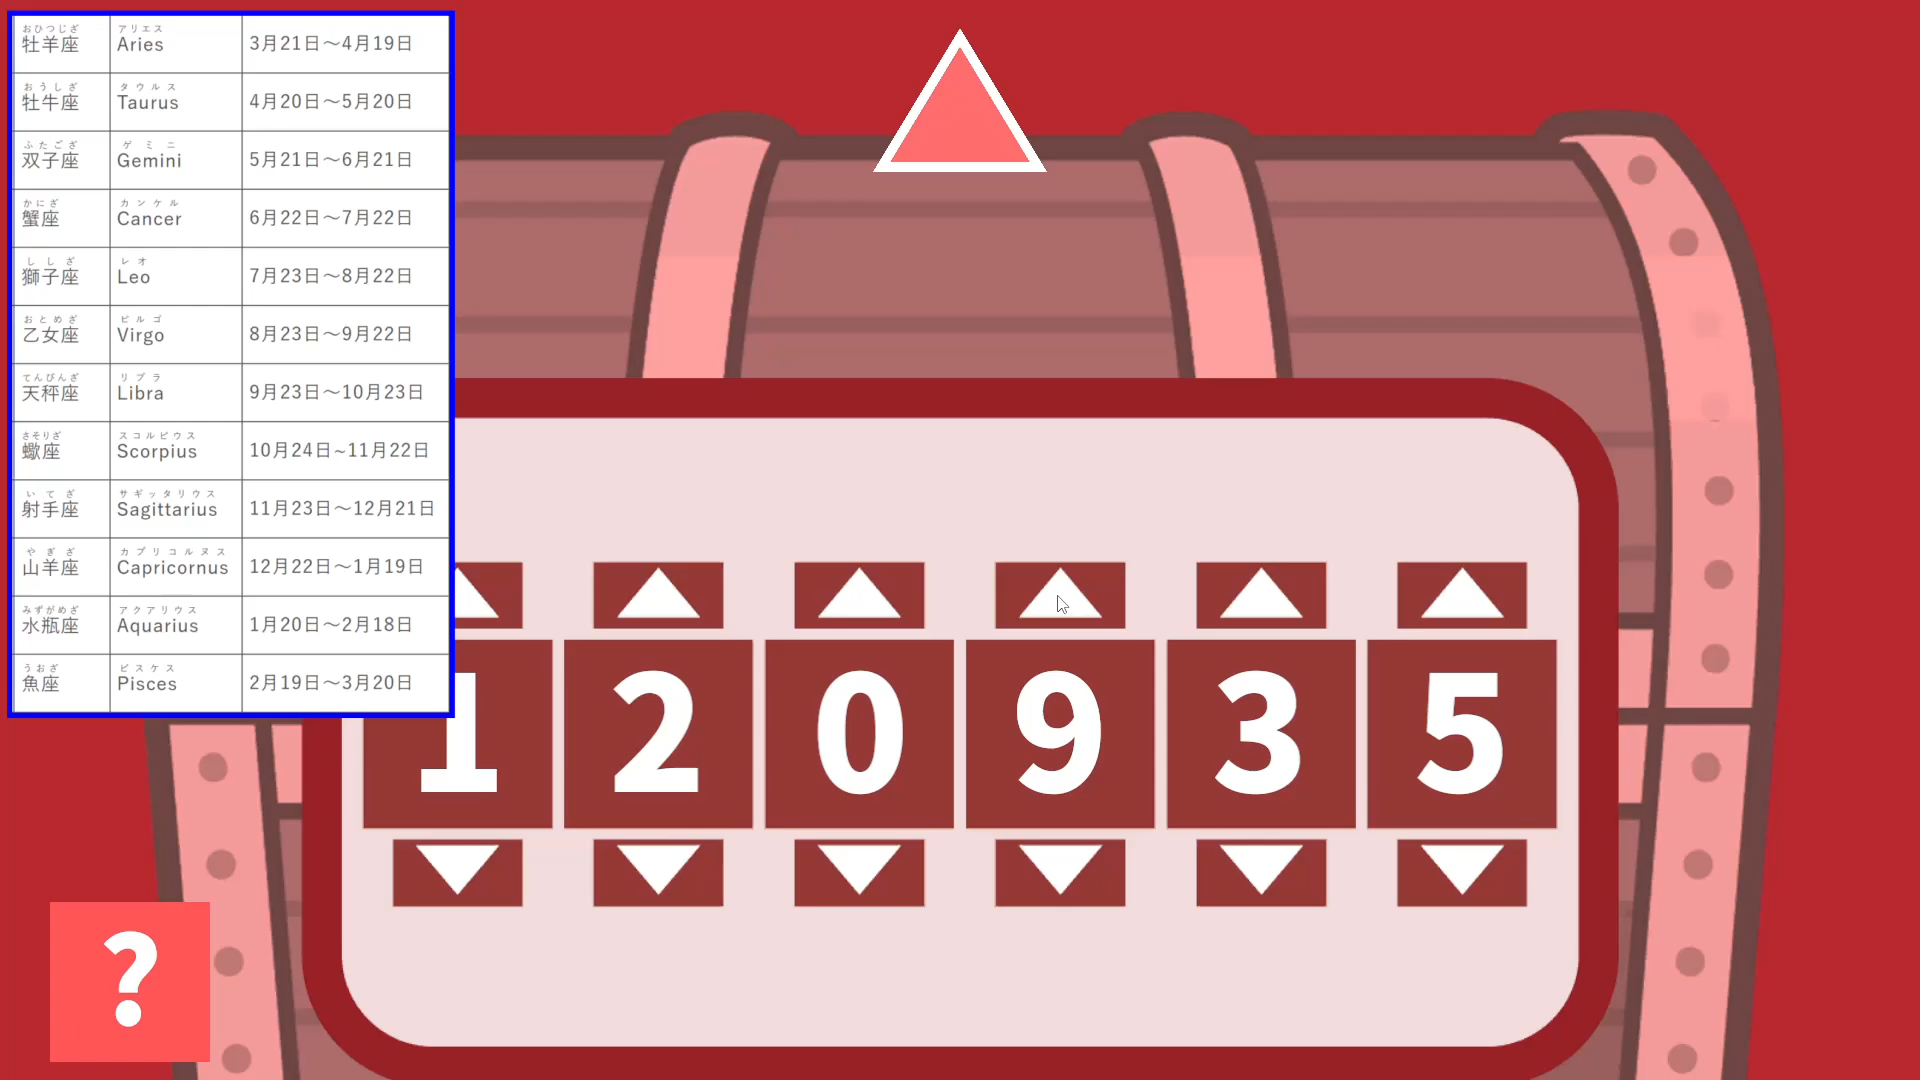 おひつじざ アリエス
牡羊座 Aries 3月21日～4月19日
おうしざ タウルス
牡牛座 Taurus 4月20日～5月20日
ふたござ ゲミニ
双子座 Gemini 5月21日～6月21日
かにざ カンケル
蟹座 Cancer 6月22日～7月22日
ししざ レオ
獅子座 Leo 7月23日～8月22日
おとめざ ビルゴ
乙女座 Virgo 8月23日～9月22日
てんびんざ リブラ
天秤座 Libra 9月23日～10月23日
さそりざ スコルピウス
蠍座 Scorpius 10月24日~11月22日
いてざ サギッタリウス
射手座 Sagittarius 11月23日～12月21日
やぎざ カプリコルヌス
山羊座 Capricornus 12月22日～1月19日
みずがめざ アクアリウス
水瓶座 Aquarius 1月20日～2月18日
うおざ ピスケス
魚座 Pisces 2月19日～3月20日
1 2 0 9 3 5
?